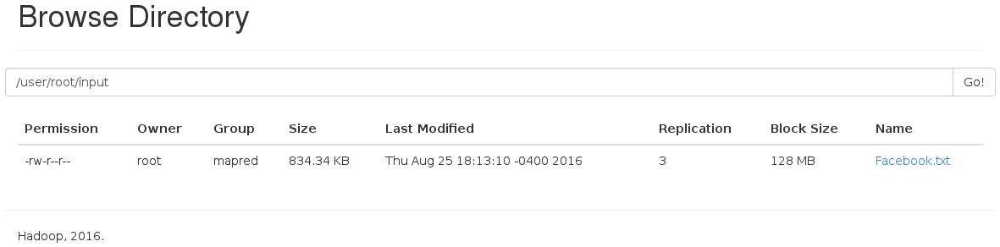 Browse Directory
/user/root/input Go!
Permission Owner Group Size Last Modified Replication Block Size Name
-rw-r--r-- root mapred 834.34 KB Thu Aug 25 18:13:10 -0400 2016 3 128 MB Facebook.txt
Hadoop, 2016.